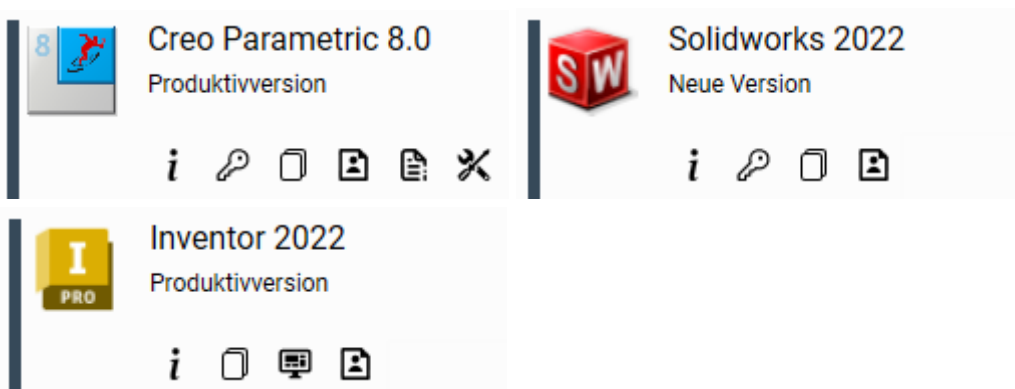 8
Creo Parametric 8.0
Produktivversion
SW
Solidworks 2022
Neue Version
I
PRO
Inventor 2022
Produktivversion